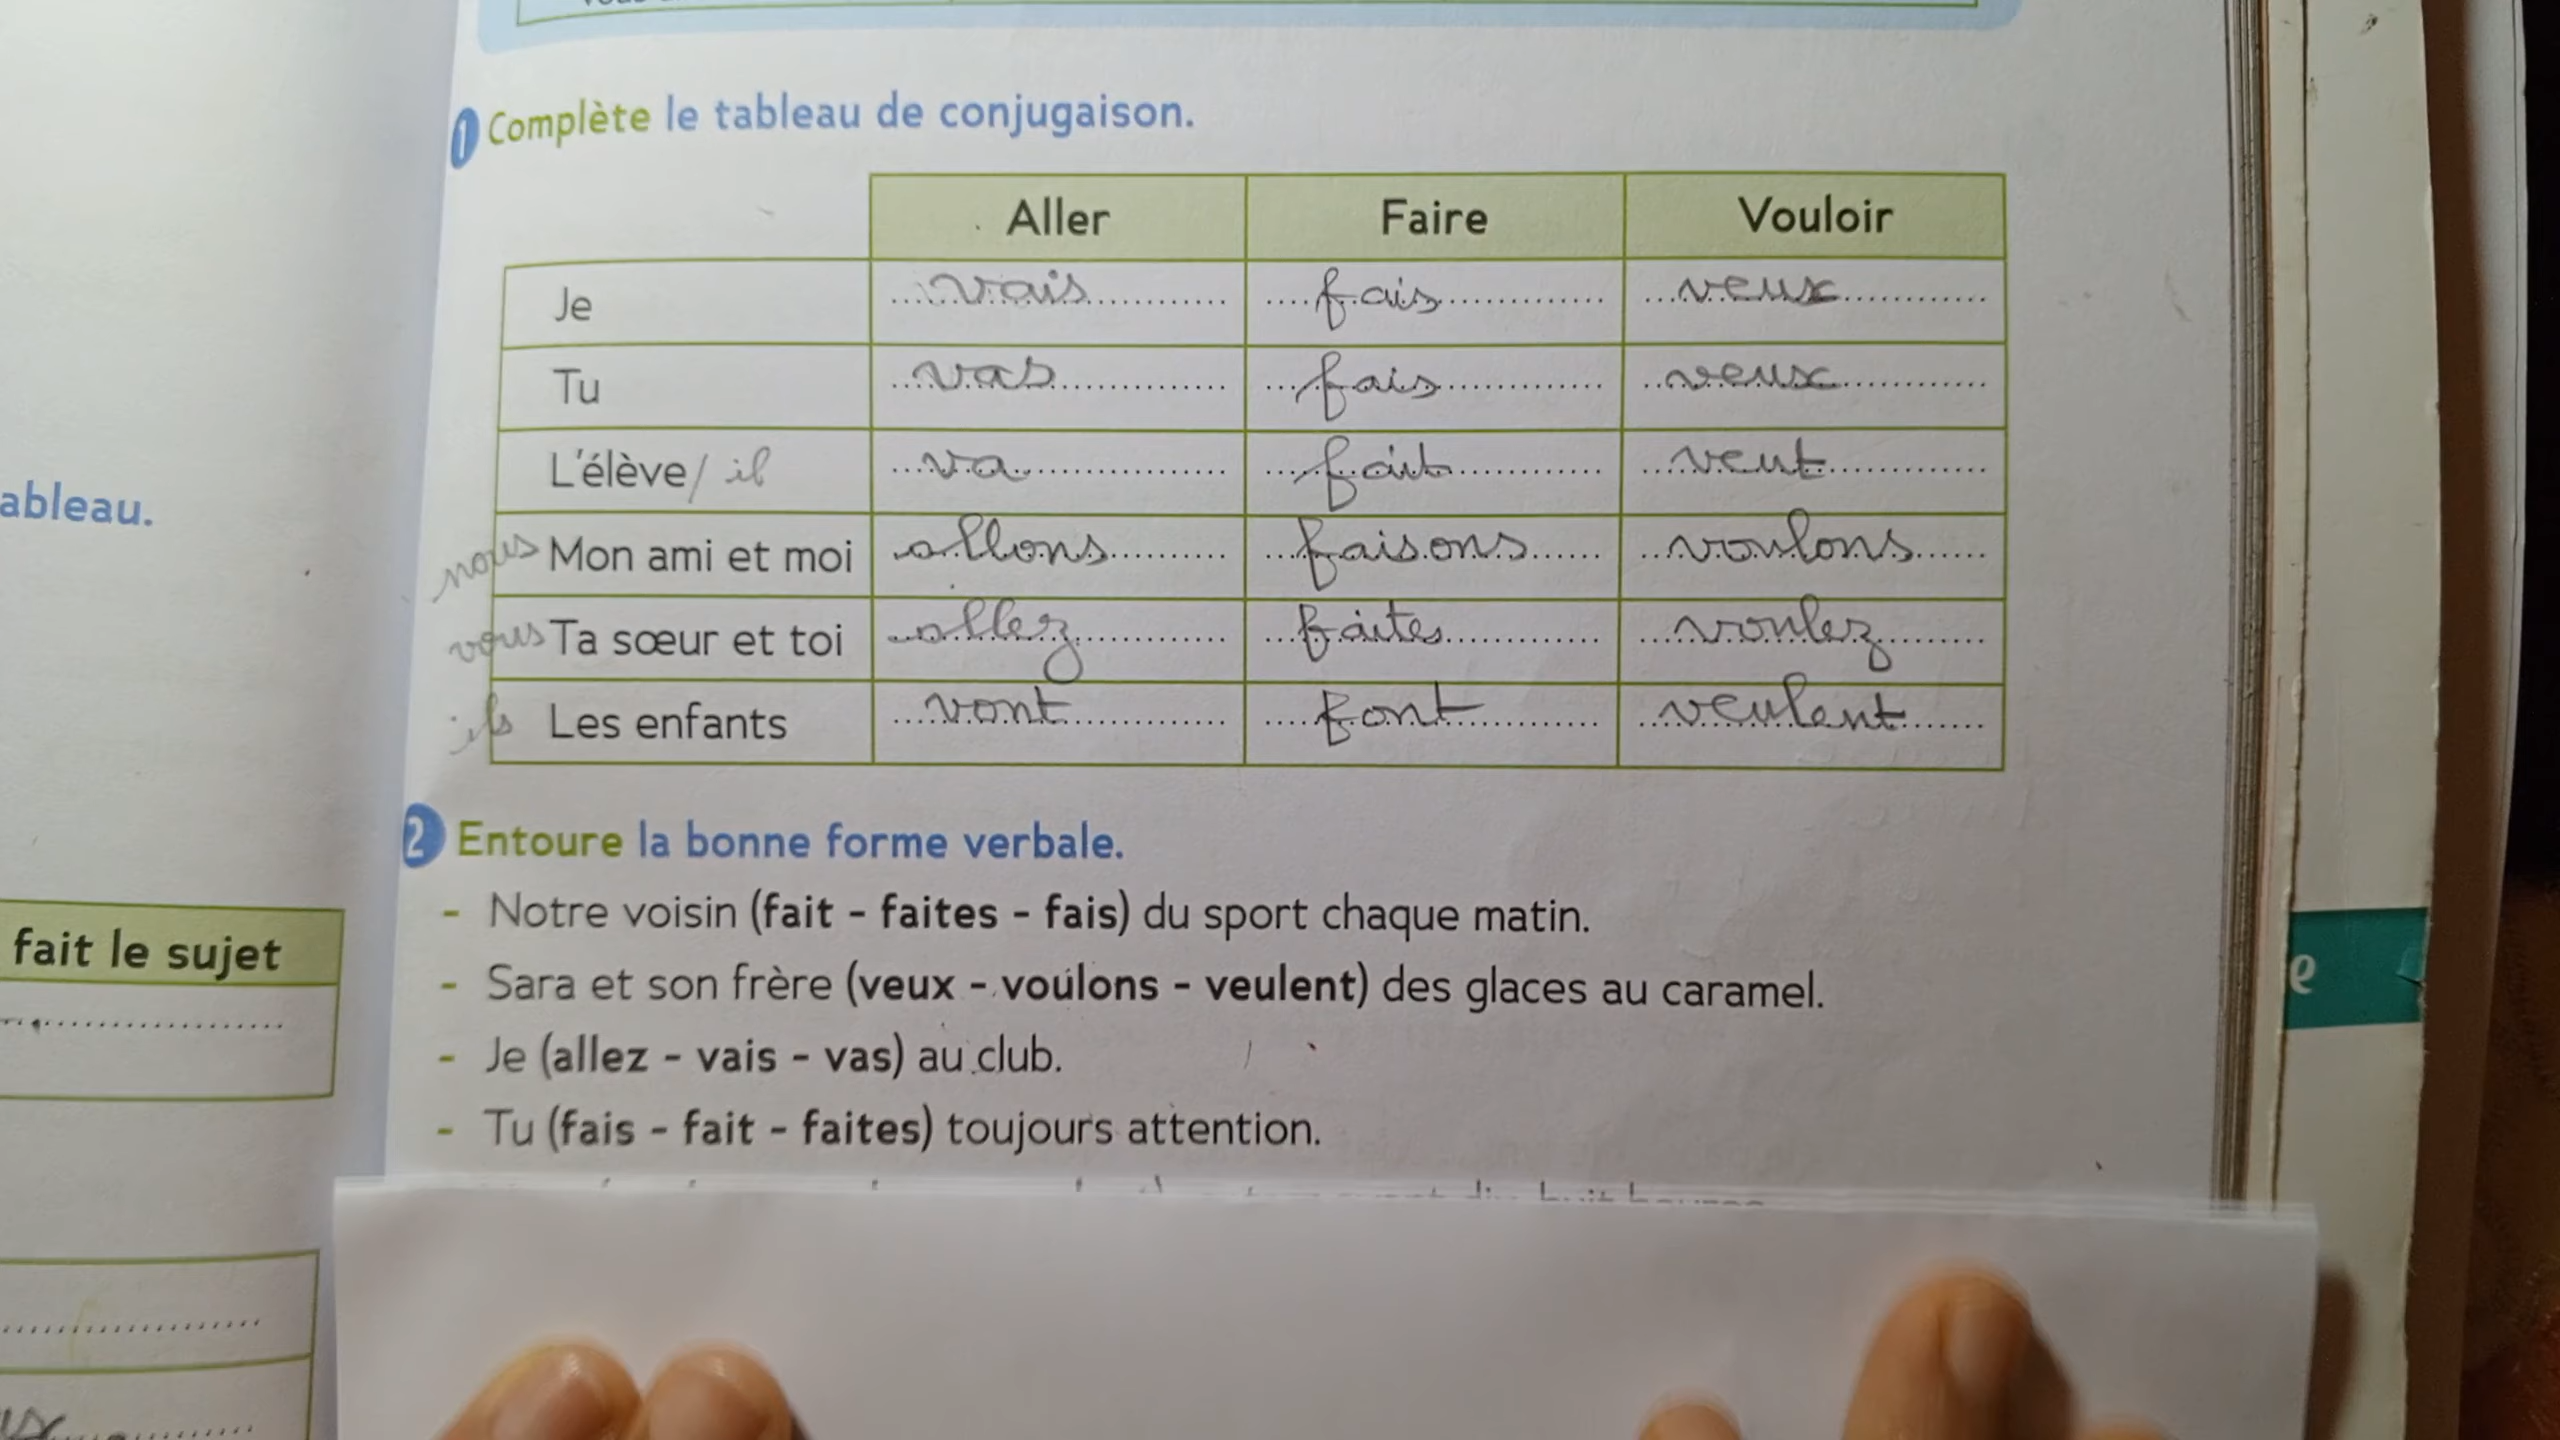 Complète le tableau de conjugaison.
Aller Faire Vouloir
Je vais fais veux
Tu vas fais veux
L'élève/ il va fait veut
nous Mon ami et moi allons faisons voulons
vous Ta sœur et toi allez faites voulez
ils Les enfants vont font veulent
2 Entoure la bonne forme verbale.
- Notre voisin (fait - faites - fais) du sport chaque matin.
- Sara et son frère (veux - voulons - veulent) des glaces au caramel.
- Je (allez - vais - vas) au club.
- Tu (fais - fait - faites) toujours attention.
ableau.
fait le sujet
e